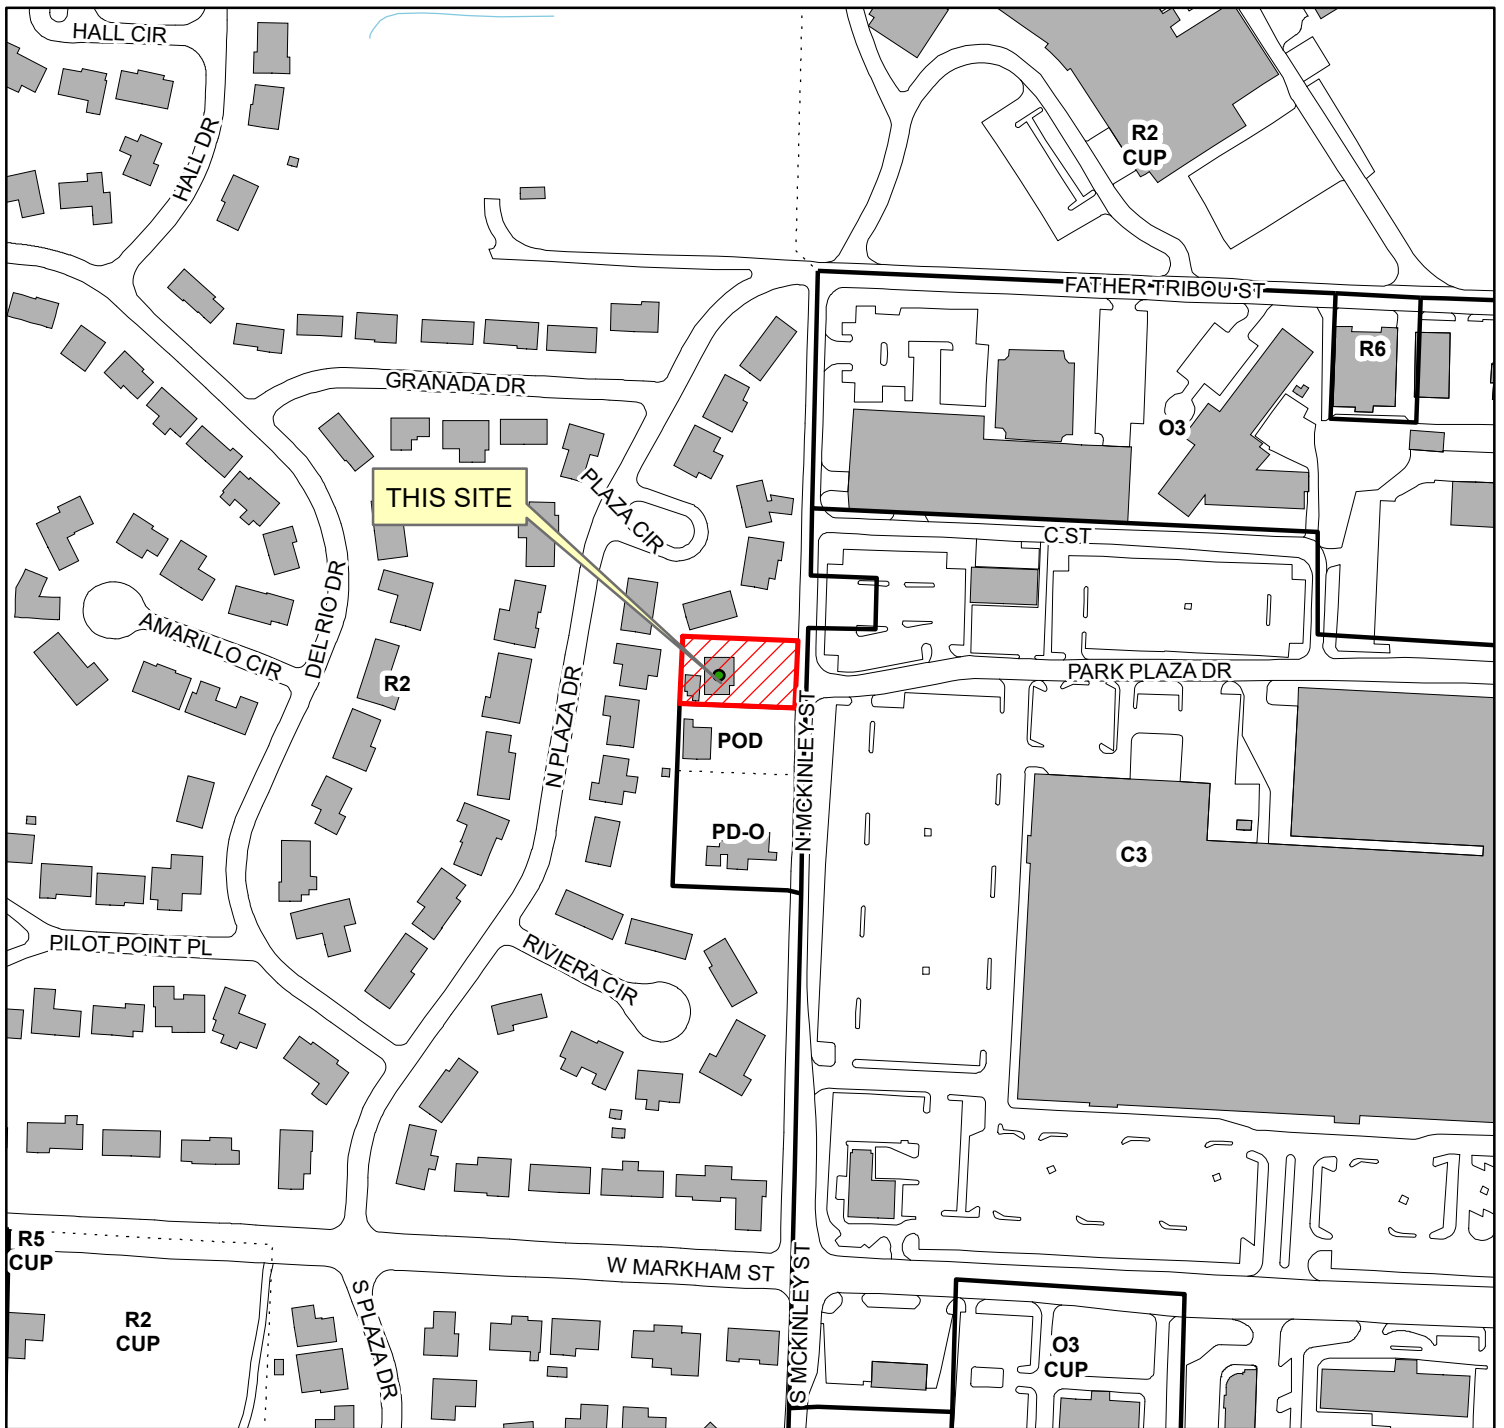 HALL CIR
HALL DR
R2
CUP
FATHER TRIBOU ST
R6
GRANADA DR
O3
THIS SITE
PLAZA CIR
C ST
DEL RIO DR
AMARILLO CIR
R2
N PLAZA DR
PARK PLAZA DR
POD
N MCKINLEY ST
PD-O
C3
PILOT POINT PL
RIVIERA CIR
R5
CUP
W MARKHAM ST
S MCKINLEY ST
R2
CUP
S PLAZA DR
O3
CUP